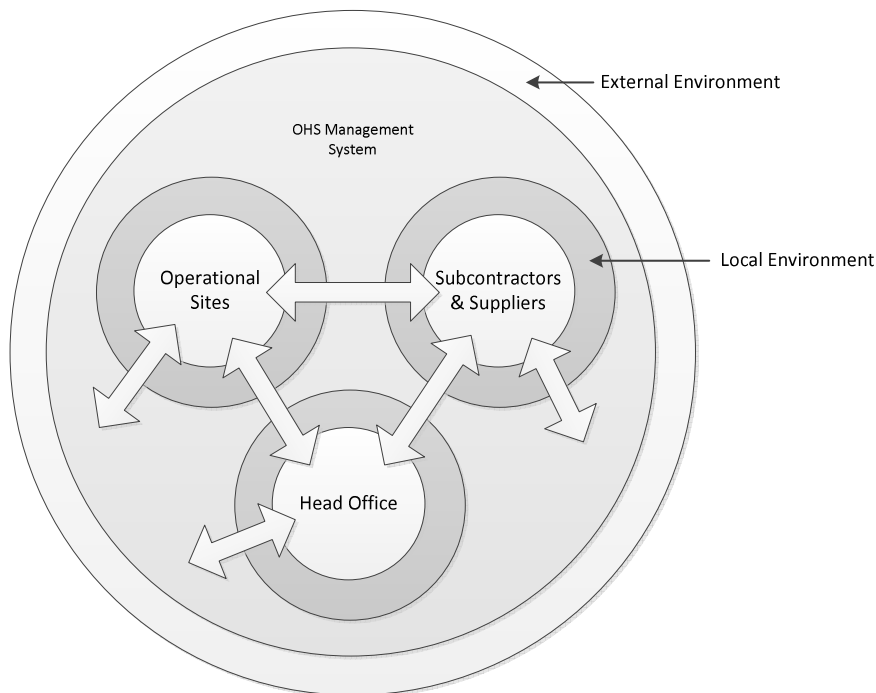 External Environment
OHS Management
System
Local Environment
Operational
Sites
Subcontractors
& Suppliers
Head Office